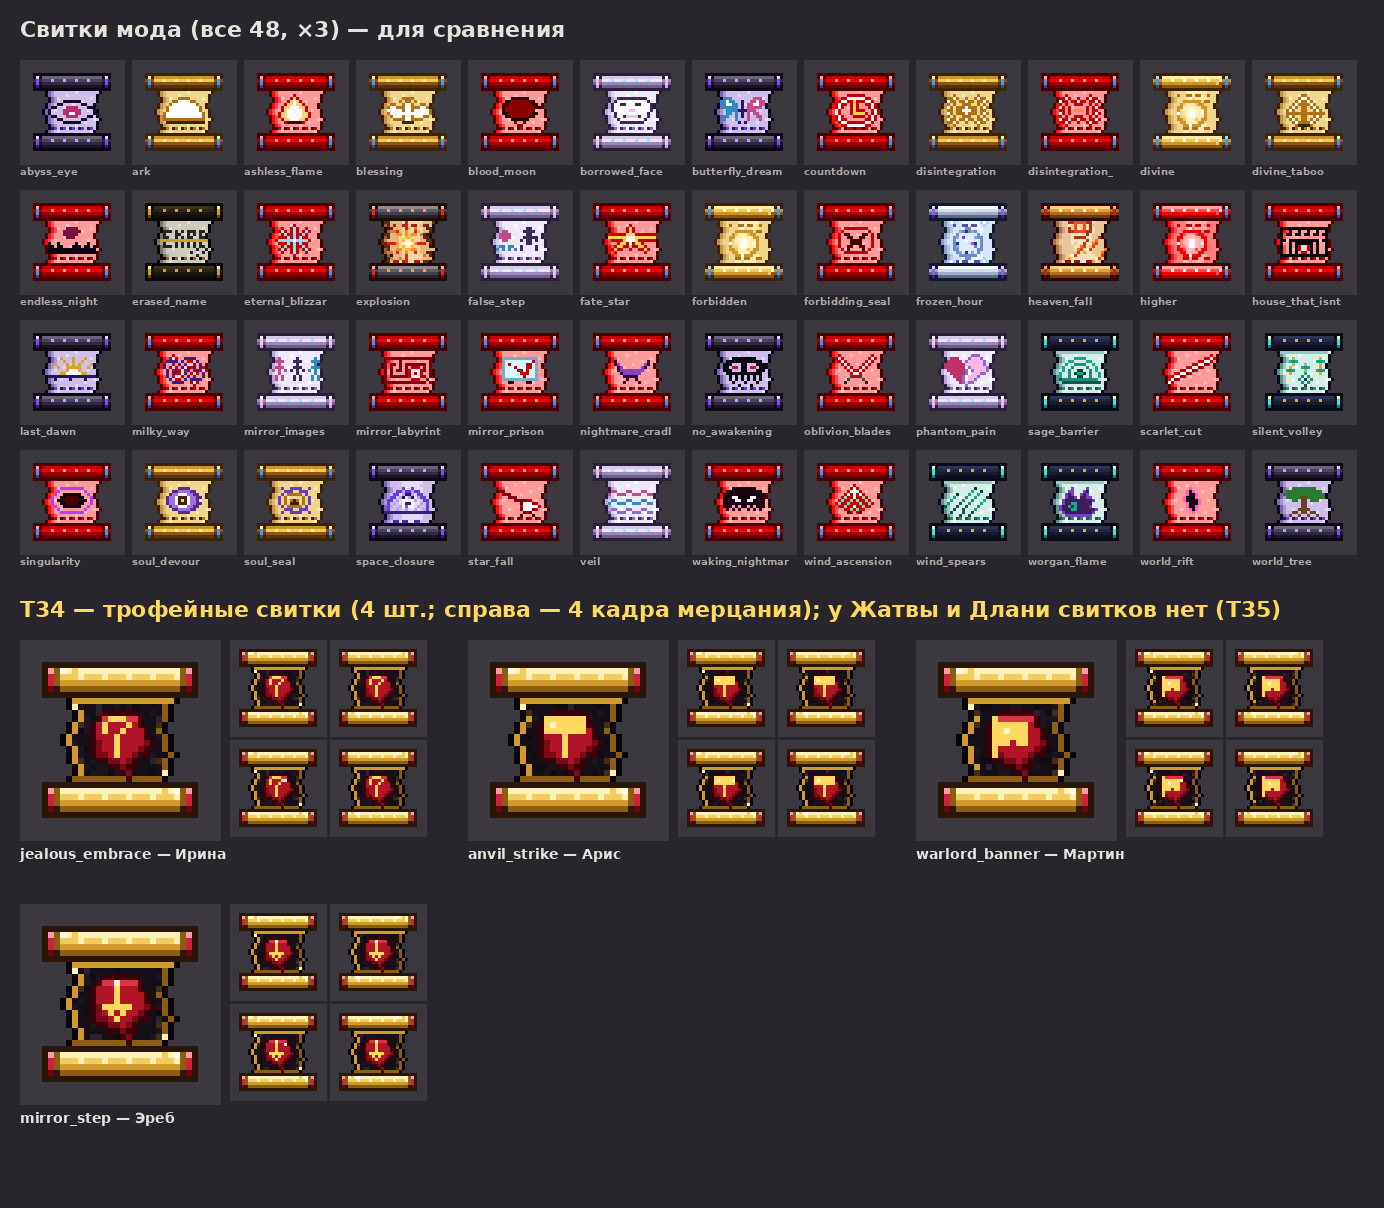 Свитки мода (все 48, ×3) — для сравнения
abyss_eye ark ashless_flame blessing blood_moon borrowed_face butterfly_dream countdown disintegration disintegration_ divine divine_taboo
endless_night erased_name eternal_blizzar explosion false_step fate_star forbidden forbidding_seal frozen_hour heaven_fall higher house_that_isnt
last_dawn milky_way mirror_images mirror_labyrint mirror_prison nightmare_cradl no_awakening oblivion_blades phantom_pain sage_barrier scarlet_cut silent_volley
singularity soul_devour soul_seal space_closure star_fall veil waking_nightmar wind_ascension wind_spears worgan_flame world_rift world_tree
T34 — трофейные свитки (4 шт.; справа — 4 кадра мерцания); у Жатвы и Длани свитков нет (T35)
jealous_embrace — Ирина anvil_strike — Арис warlord_banner — Мартин
mirror_step — Эреб